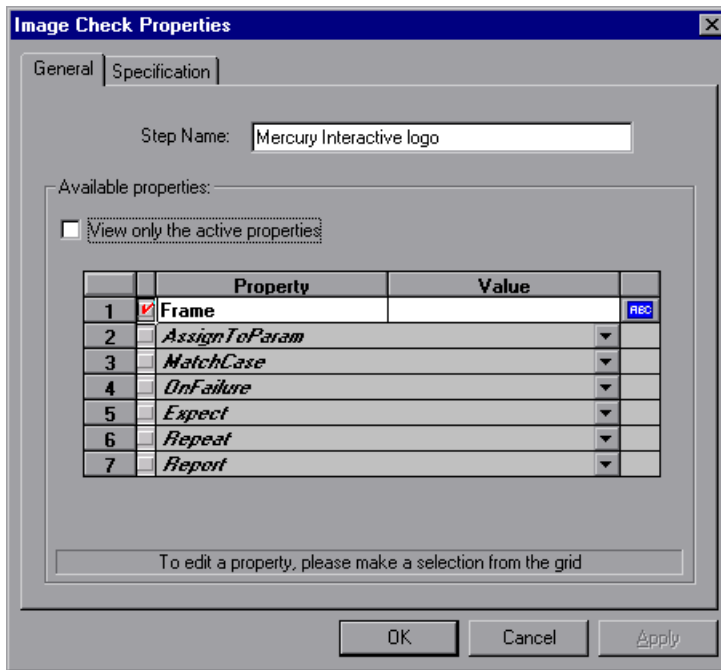 Image Check Properties
General Specification
Step Name: Mercury Interactive logo
Available properties:
View only the active properties
Property Value
1 Frame ABC
2 AssignToParam
3 MatchCase
4 OnFailure
5 Expect
6 Repeat
7 Report
To edit a property, please make a selection from the grid
OK Cancel Apply